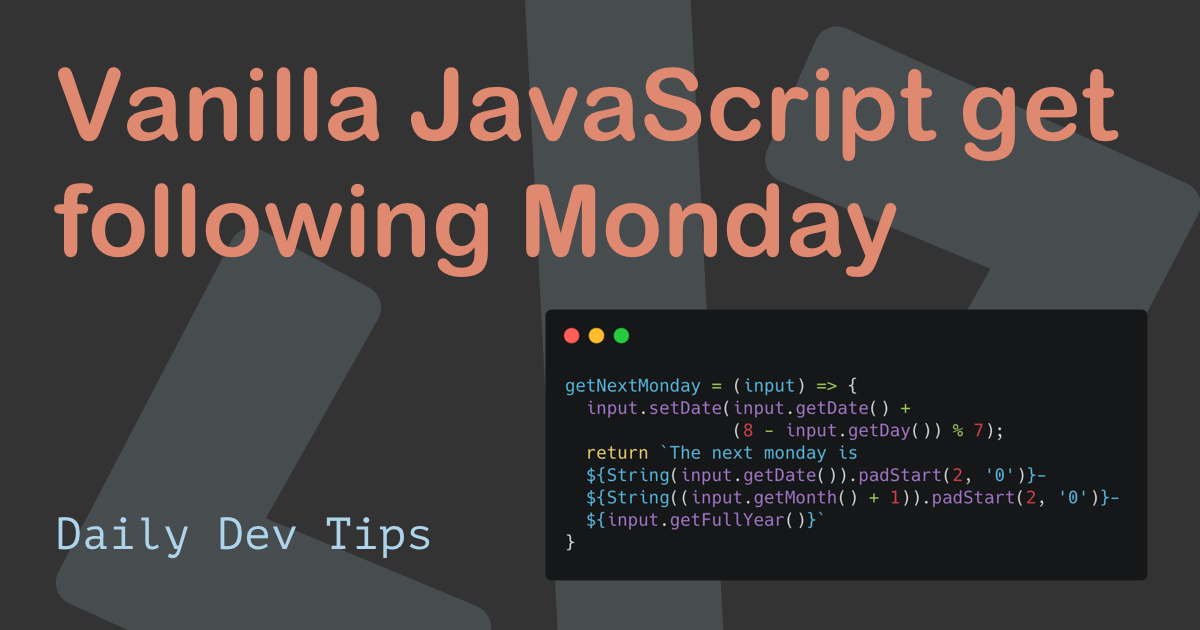 Vanilla JavaScript get
following Monday
getNextMonday = (input) => {
  input.setDate(input.getDate() +
                (8 - input.getDay()) % 7);
  return `The next monday is
  ${String(input.getDate()).padStart(2, '0')}-
  ${String((input.getMonth() + 1)).padStart(2, '0')}-
  ${input.getFullYear()}`
}
Daily Dev Tips